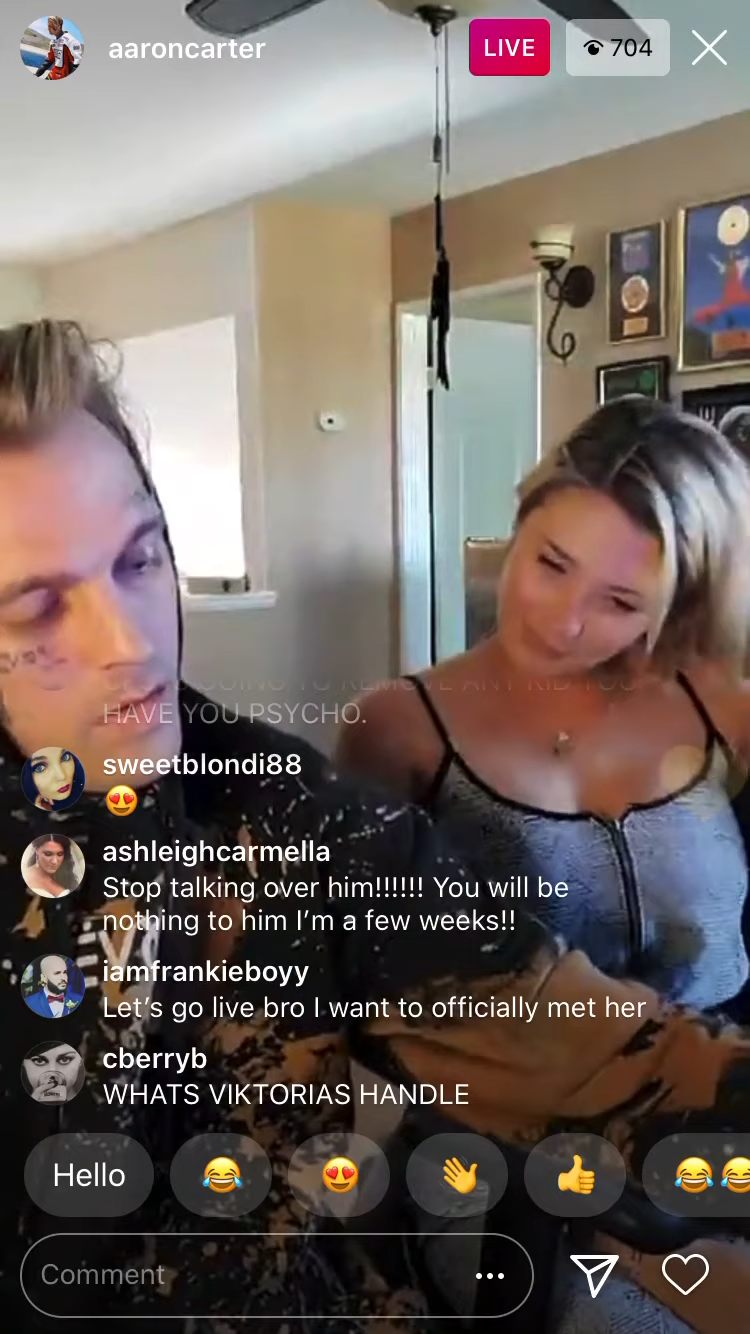 aaroncarter
LIVE
704
HAVE YOU PSYCHO.
sweetblondi88
😍
ashleighcarmella
Stop talking over him!!!!!! You will be
nothing to him I’m a few weeks!!
iamfrankieboyy
Let’s go live bro I want to officially met her
cberryb
WHATS VIKTORIAS HANDLE
Hello 😂 😍 👋 👍 😂😂
Comment